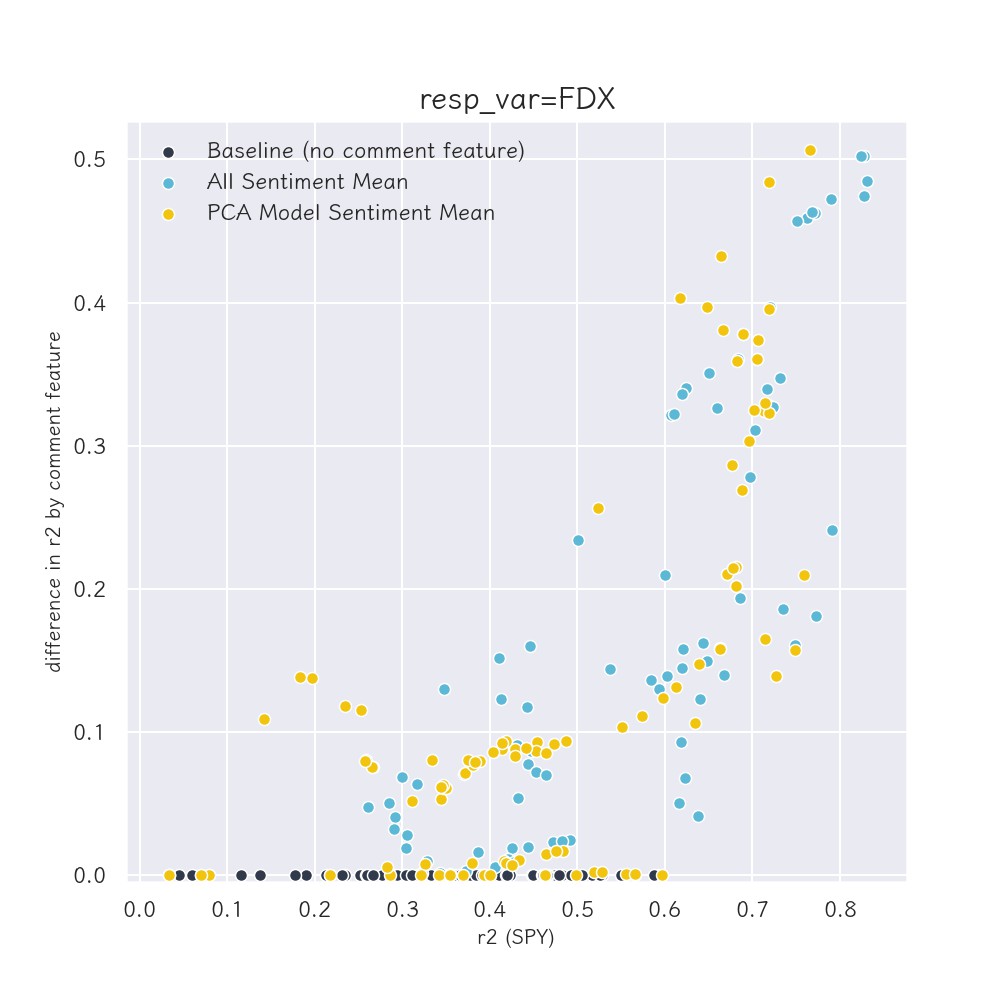 resp_var=FDX
Baseline (no comment feature)
All Sentiment Mean
PCA Model Sentiment Mean
difference in r2 by comment feature
0.5
0.4
0.3
0.2
0.1
0.0
0.0 0.1 0.2 0.3 0.4 0.5 0.6 0.7 0.8
r2 (SPY)